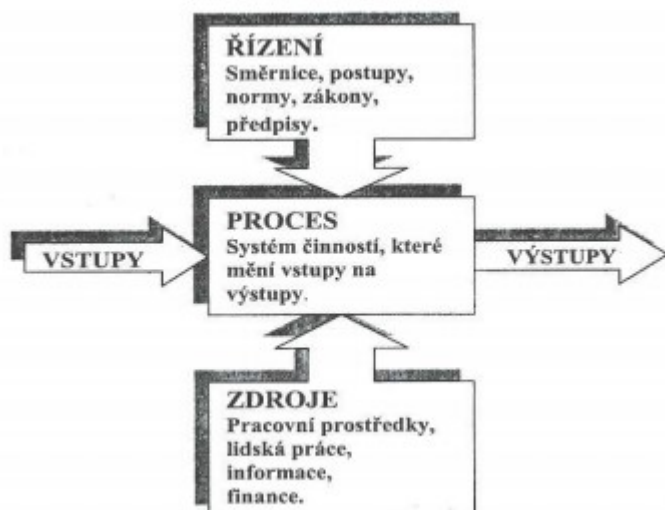 ŘÍZENÍ
Směrnice, postupy,
normy, zákony,
předpisy.
PROCES
Systém činností, které
mění vstupy na
výstupy.
VSTUPY
VÝSTUPY
ZDROJE
Pracovní prostředky,
lidská práce,
informace,
finance.